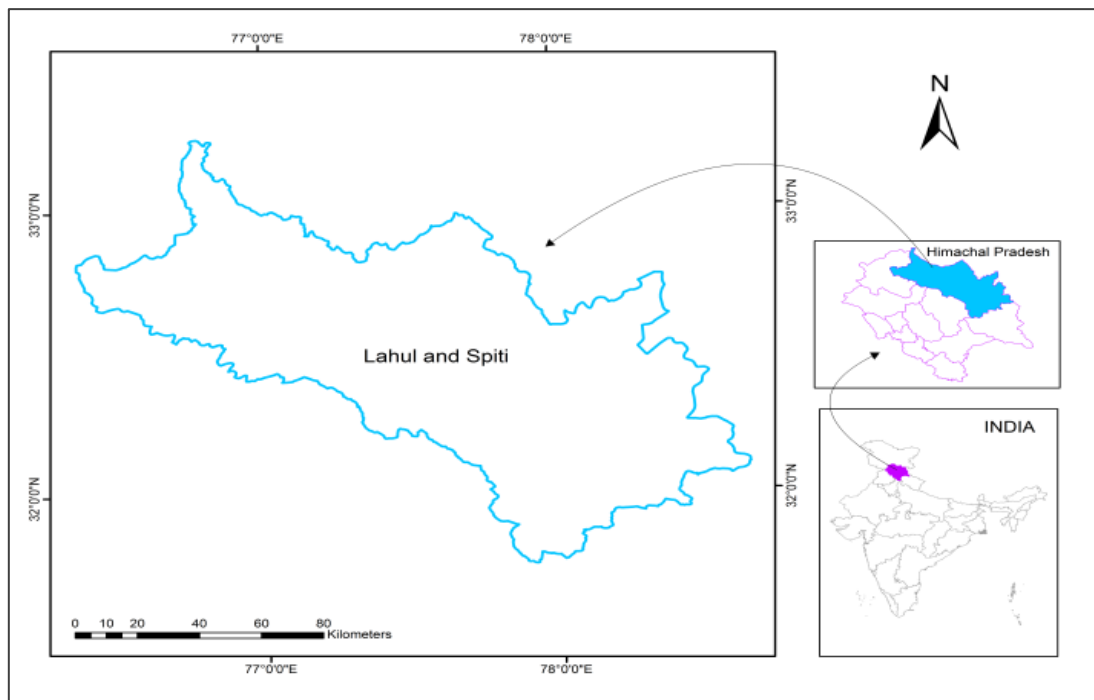 77°0'0"E 78°0'0"E
N
33°0'0"N 33°0'0"N
Himachal Pradesh
Lahul and Spiti
INDIA
32°0'0"N 32°0'0"N
0 10 20 40 60 80
Kilometers
77°0'0"E 78°0'0"E